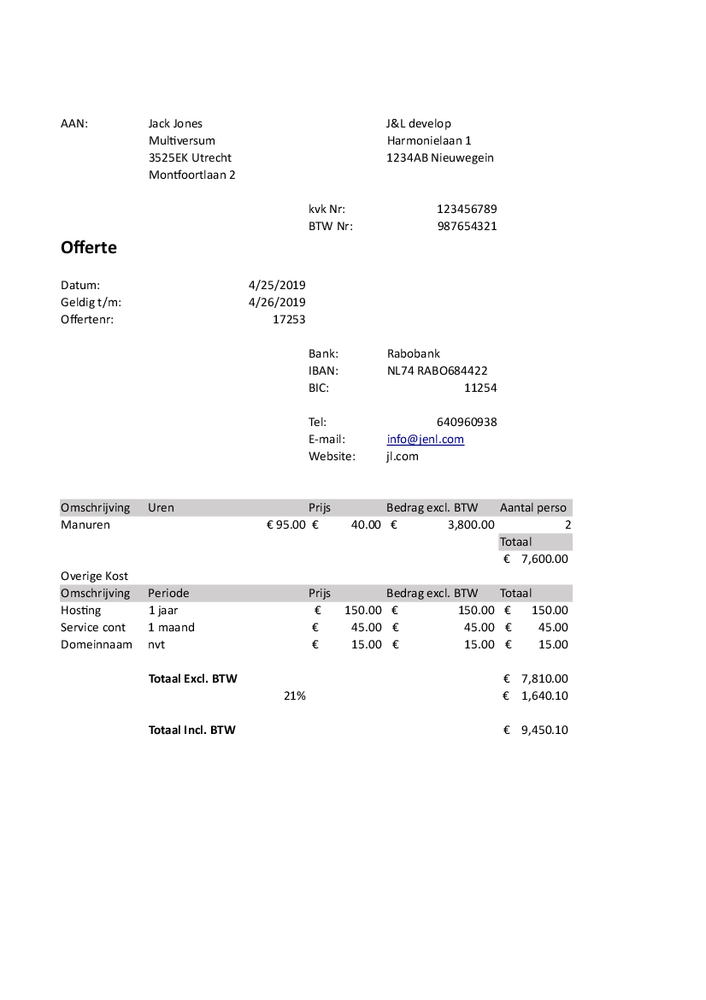 AAN: Jack Jones J&L develop
Multiversum Harmonielaan 1
3525EK Utrecht 1234AB Nieuwegein
Montfoortlaan 2
kvk Nr: 123456789
BTW Nr: 987654321
Offerte
Datum: 4/25/2019
Geldig t/m: 4/26/2019
Offertenr: 17253
Bank: Rabobank
IBAN: NL74 RABO684422
BIC: 11254
Tel: 640960938
E-mail: info@jenl.com
Website: jl.com
Omschrijving Uren Prijs Bedrag excl. BTW Aantal perso
Manuren € 95.00 € 40.00 € 3,800.00 2
Totaal
€ 7,600.00
Overige Kost
Omschrijving Periode Prijs Bedrag excl. BTW Totaal
Hosting 1 jaar € 150.00 € 150.00 € 150.00
Service cont 1 maand € 45.00 € 45.00 € 45.00
Domeinnaam nvt € 15.00 € 15.00 € 15.00
Totaal Excl. BTW € 7,810.00
21% € 1,640.10
Totaal Incl. BTW € 9,450.10